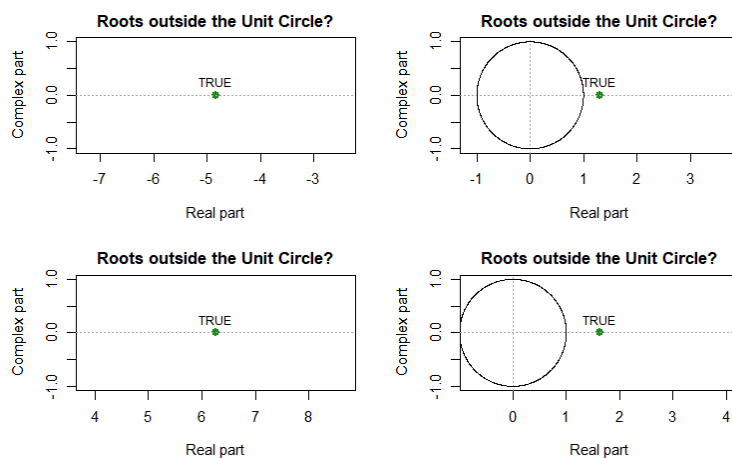 Roots outside the Unit Circle?
Complex part
1.0
0.0
-1.0
TRUE
-7 -6 -5 -4 -3
Real part
Roots outside the Unit Circle?
Complex part
1.0
0.0
-1.0
TRUE
-1 0 1 2 3
Real part
Roots outside the Unit Circle?
Complex part
1.0
0.0
-1.0
TRUE
4 5 6 7 8
Real part
Roots outside the Unit Circle?
Complex part
1.0
0.0
-1.0
TRUE
0 1 2 3 4
Real part